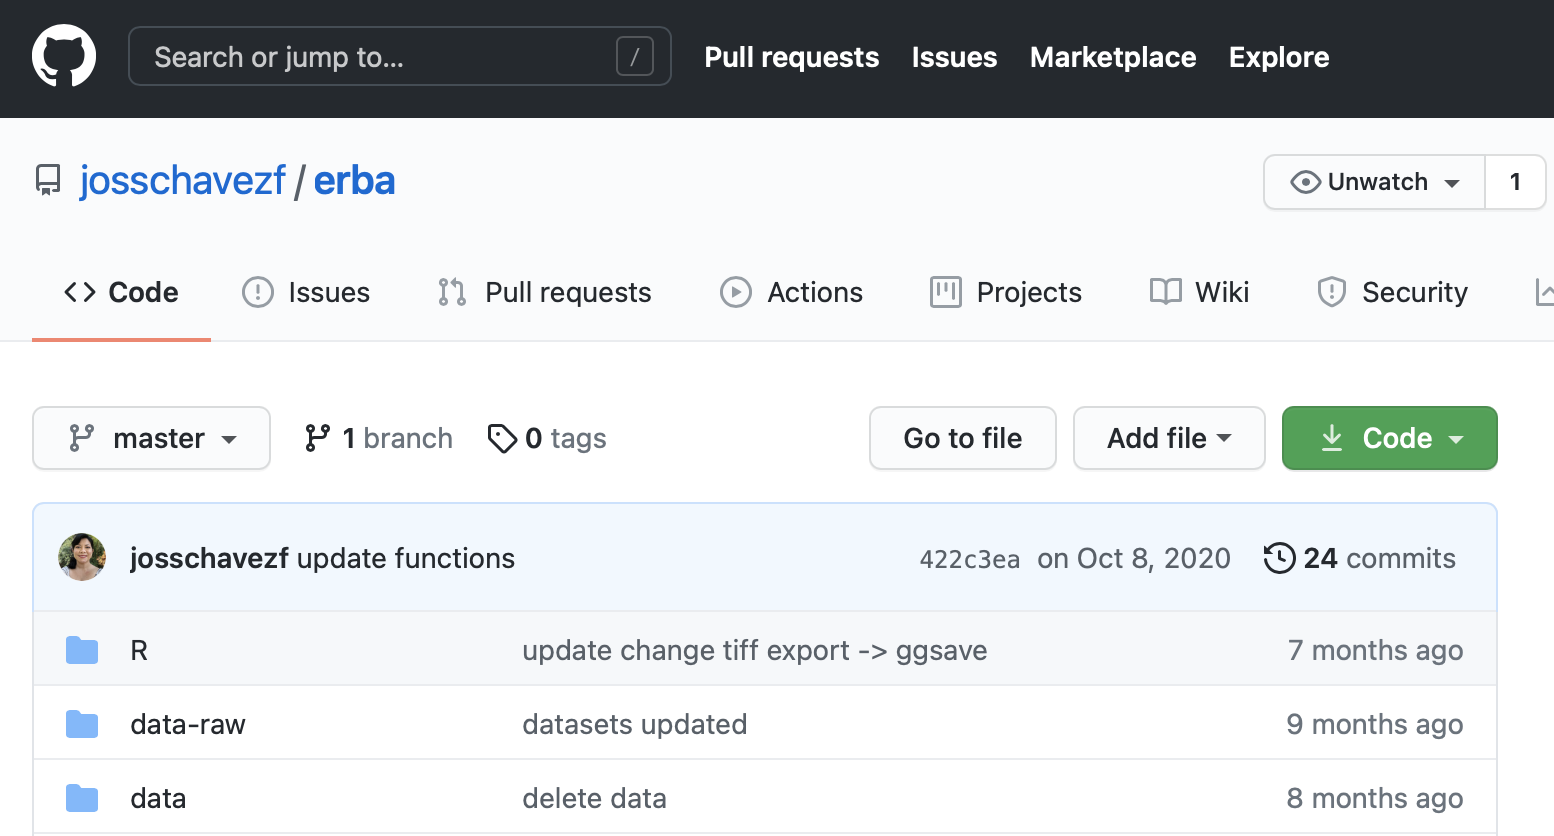 Search or jump to... / Pull requests Issues Marketplace Explore
josschavezf / erba Unwatch 1
Code Issues Pull requests Actions Projects Wiki Security
master 1 branch 0 tags Go to file Add file Code
josschavezf update functions 422c3ea on Oct 8, 2020 24 commits
R update change tiff export -> ggsave 7 months ago
data-raw datasets updated 9 months ago
data delete data 8 months ago